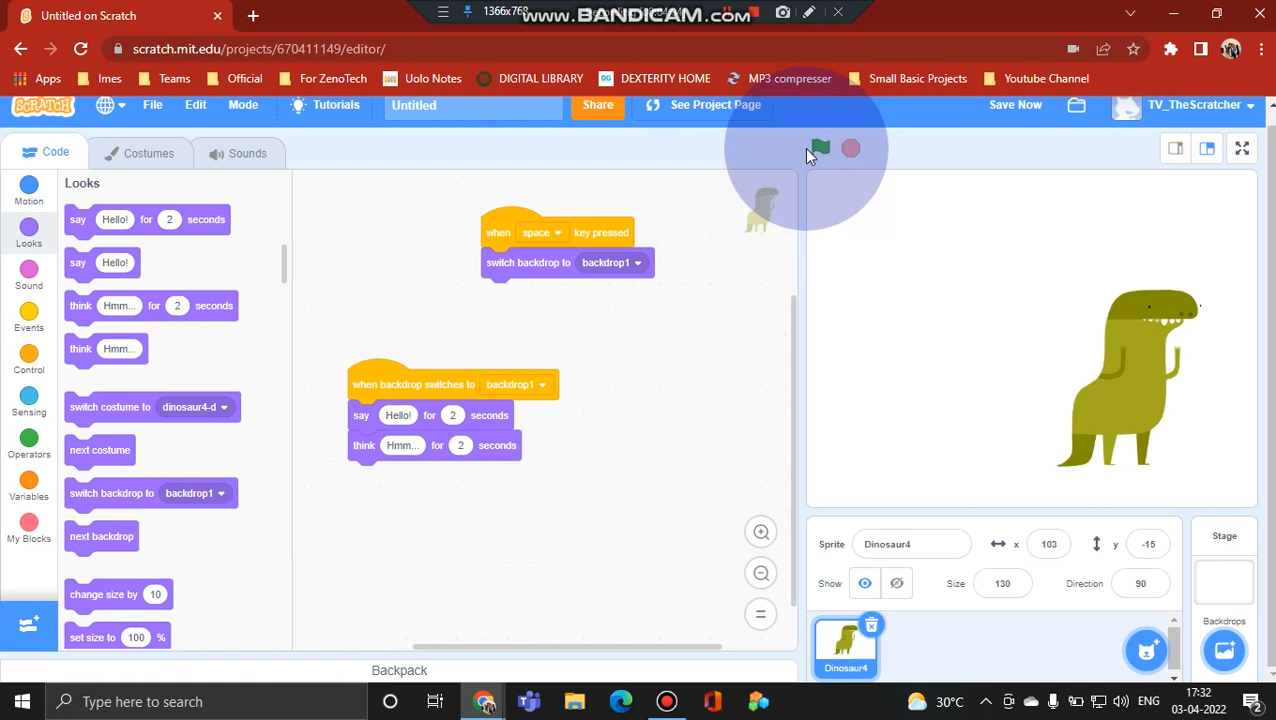 Untitled on Scratch
1366x768
www.BANDICAM.com
scratch.mit.edu/projects/670411149/editor/
Apps
Imes
Teams
Official
For ZenoTech
Uolo Notes
DIGITAL LIBRARY
DG
DEXTERITY HOME
MP3 compresser
Small Basic Projects
Youtube Channel
SCRATCH
File
Edit
Mode
Tutorials
Untitled
Share
See Project Page
Save Now
TV_TheScratcher
Code
Costumes
Sounds
Motion
Looks
Sound
Events
Control
Sensing
Operators
Variables
My Blocks
Looks
say Hello! for 2 seconds
say Hello!
think Hmm... for 2 seconds
think Hmm...
switch costume to dinosaur4-d
next costume
switch backdrop to backdrop1
next backdrop
change size by 10
set size to 100 %
when space key pressed
switch backdrop to backdrop1
when backdrop switches to backdrop1
say Hello! for 2 seconds
think Hmm... for 2 seconds
Backpack
Sprite Dinosaur4 x 103 y -15
Show Size 130 Direction 90
Dinosaur4
Stage
Backdrops
Type here to search
30°C
ENG
17:32
03-04-2022
2